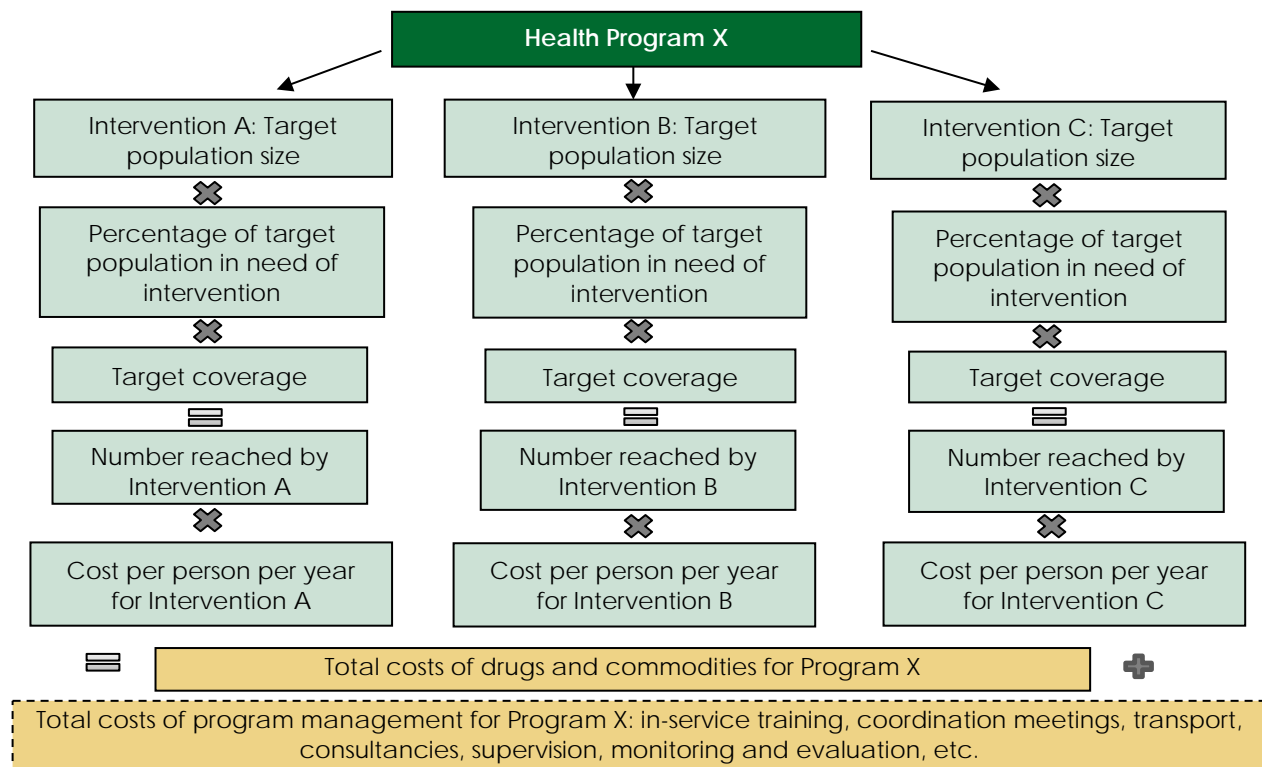 Health Program X
Intervention A: Target
population size
Intervention B: Target
population size
Intervention C: Target
population size
Percentage of target
population in need of
intervention
Percentage of target
population in need of
intervention
Percentage of target
population in need of
intervention
Target coverage
Target coverage
Target coverage
Number reached by
Intervention A
Number reached by
Intervention B
Number reached by
Intervention C
Cost per person per year
for Intervention A
Cost per person per year
for Intervention B
Cost per person per year
for Intervention C
Total costs of drugs and commodities for Program X
Total costs of program management for Program X: in-service training, coordination meetings, transport,
consultancies, supervision, monitoring and evaluation, etc.